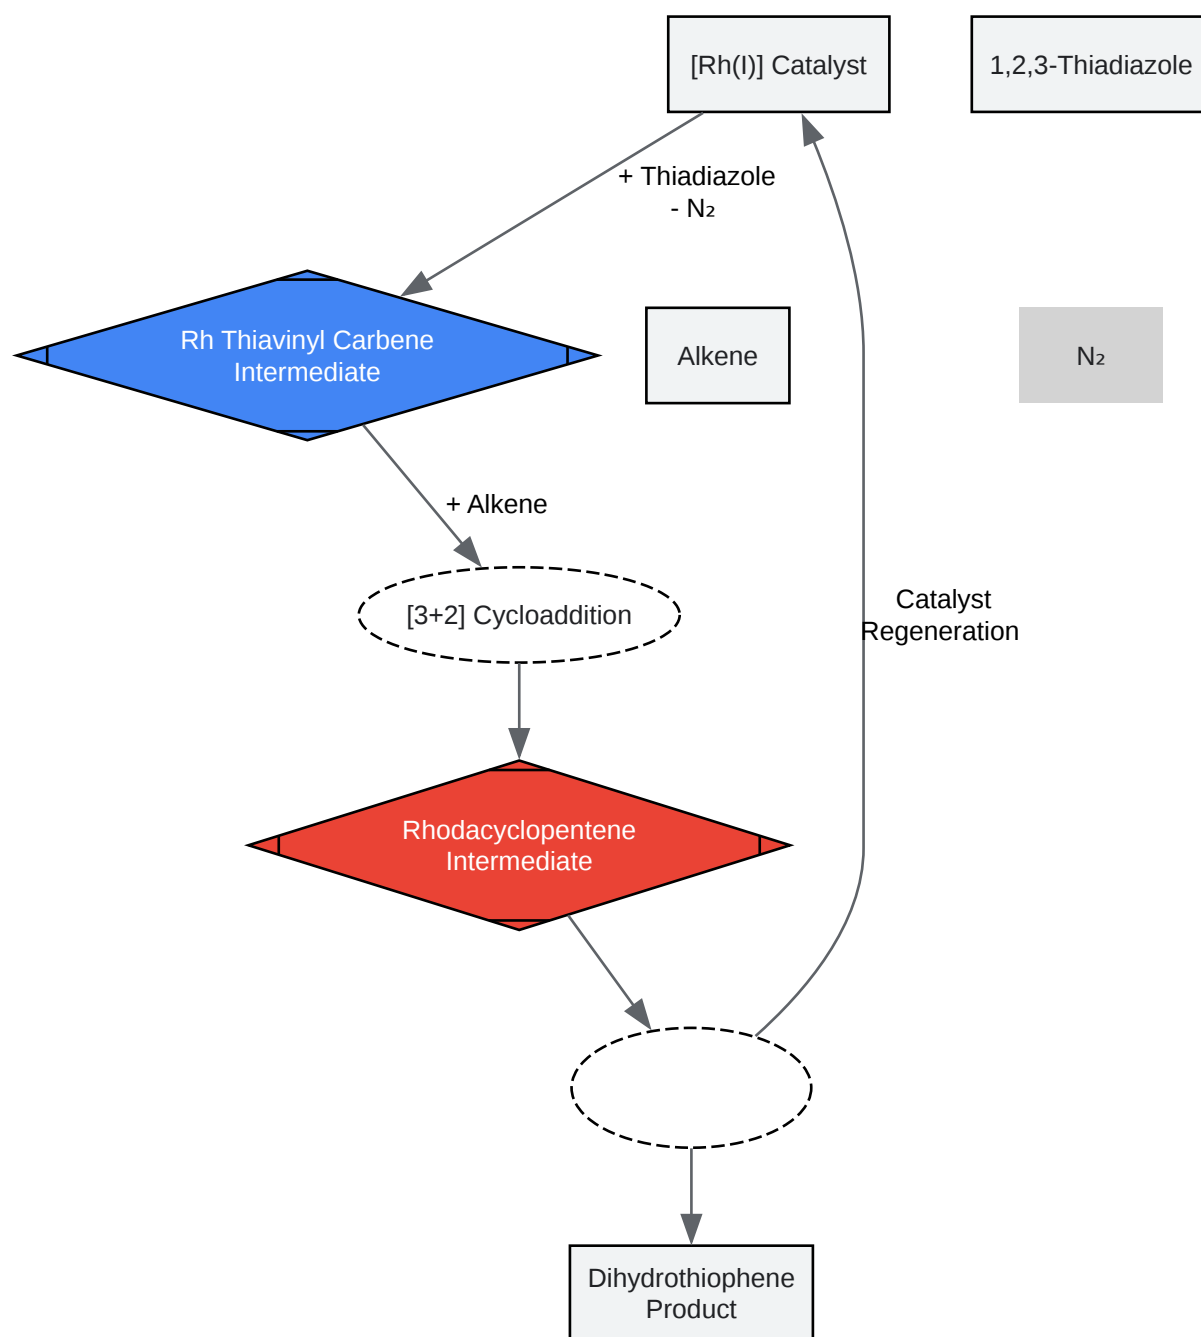 [Rh(I)] Catalyst
1,2,3-Thiadiazole
+ Thiadiazole
- N₂
Rh Thiavinyl Carbene
Intermediate
Alkene
N₂
+ Alkene
[3+2] Cycloaddition
Catalyst
Regeneration
Rhodacyclopentene
Intermediate
Dihydrothiophene
Product